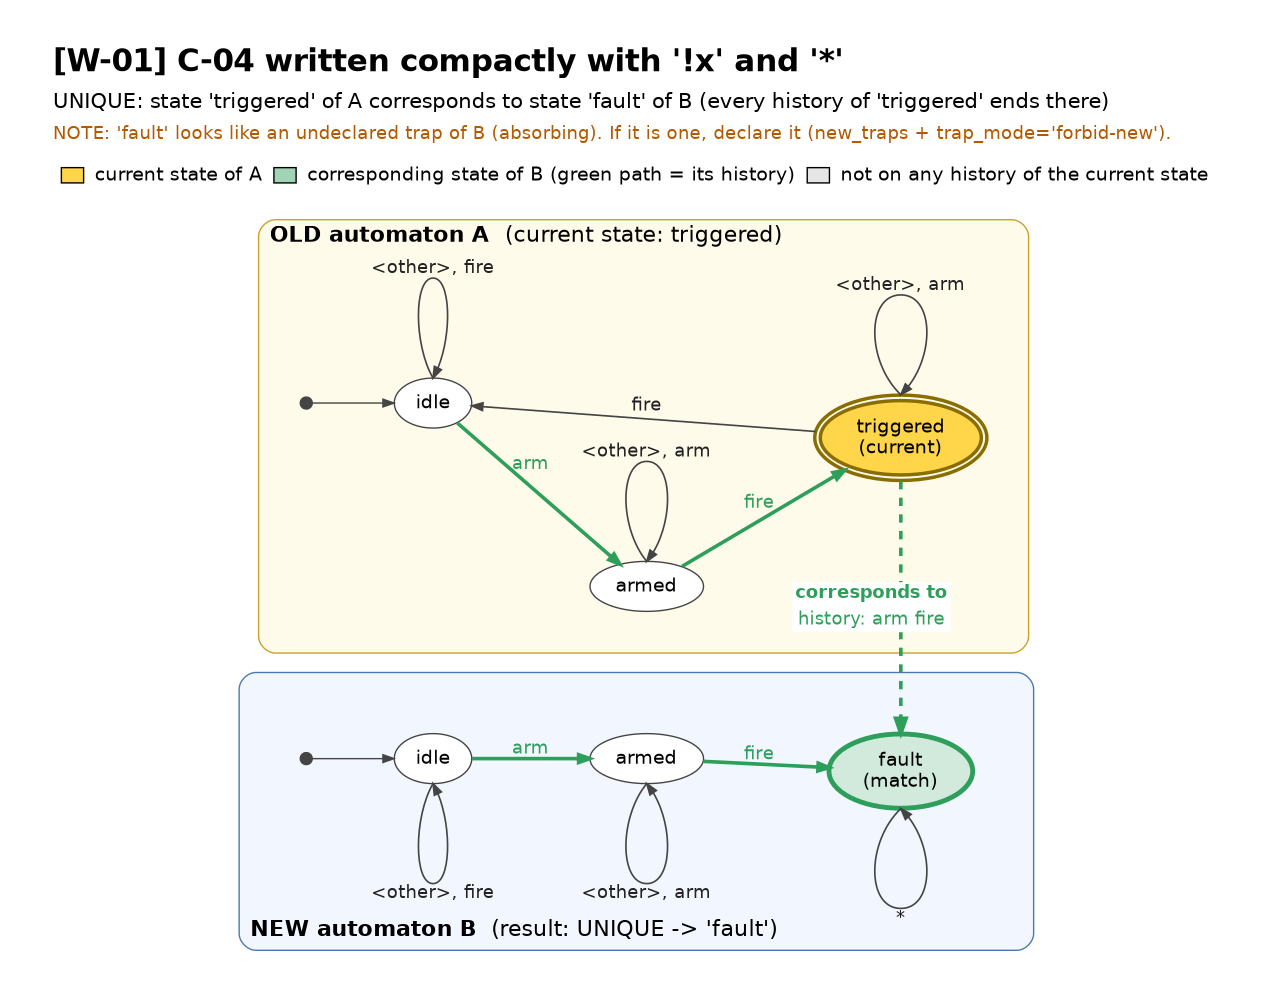 [W-01] C-04 written compactly with '!x' and '*'
UNIQUE: state 'triggered' of A corresponds to state 'fault' of B (every history of 'triggered' ends there)
NOTE: 'fault' looks like an undeclared trap of B (absorbing). If it is one, declare it (new_traps + trap_mode='forbid-new').
current state of A
corresponding state of B (green path = its history)
not on any history of the current state
OLD automaton A (current state: triggered)
<other>, fire
<other>, arm
idle
fire
triggered
(current)
arm
<other>, arm
fire
armed
corresponds to
history: arm fire
idle
arm
armed
fire
fault
(match)
<other>, fire
<other>, arm
*
NEW automaton B (result: UNIQUE -> 'fault')